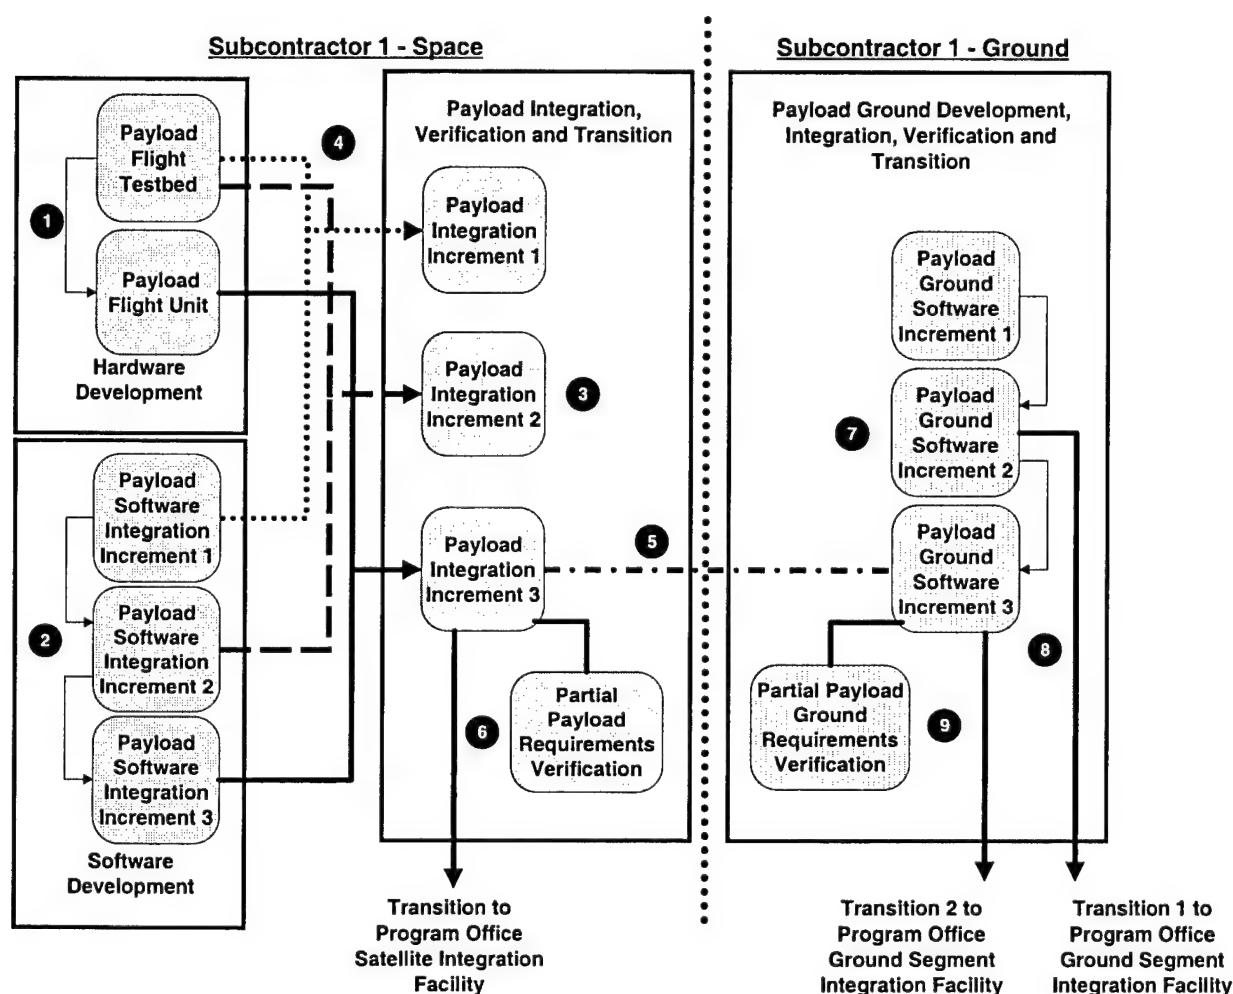 Subcontractor 1 - Space
Subcontractor 1 - Ground
Payload
Flight
Testbed
1
Payload
Flight Unit
Hardware
Development
Payload
Software
Integration
Increment 1
2
Payload
Software
Integration
Increment 2
Payload
Software
Integration
Increment 3
Software
Development
4
Payload Integration,
Verification and Transition
Payload
Integration
Increment 1
Payload
Integration
Increment 2
3
Payload
Integration
Increment 3
5
6
Partial
Payload
Requirements
Verification
Transition to
Program Office
Satellite Integration
Facility
Payload Ground Development,
Integration, Verification and
Transition
Payload
Ground
Software
Increment 1
7
Payload
Ground
Software
Increment 2
Payload
Ground
Software
Increment 3
8
Partial Payload
Ground
Requirements
Verification
9
Transition 2 to
Program Office
Ground Segment
Integration Facility
Transition 1 to
Program Office
Ground Segment
Integration Facility